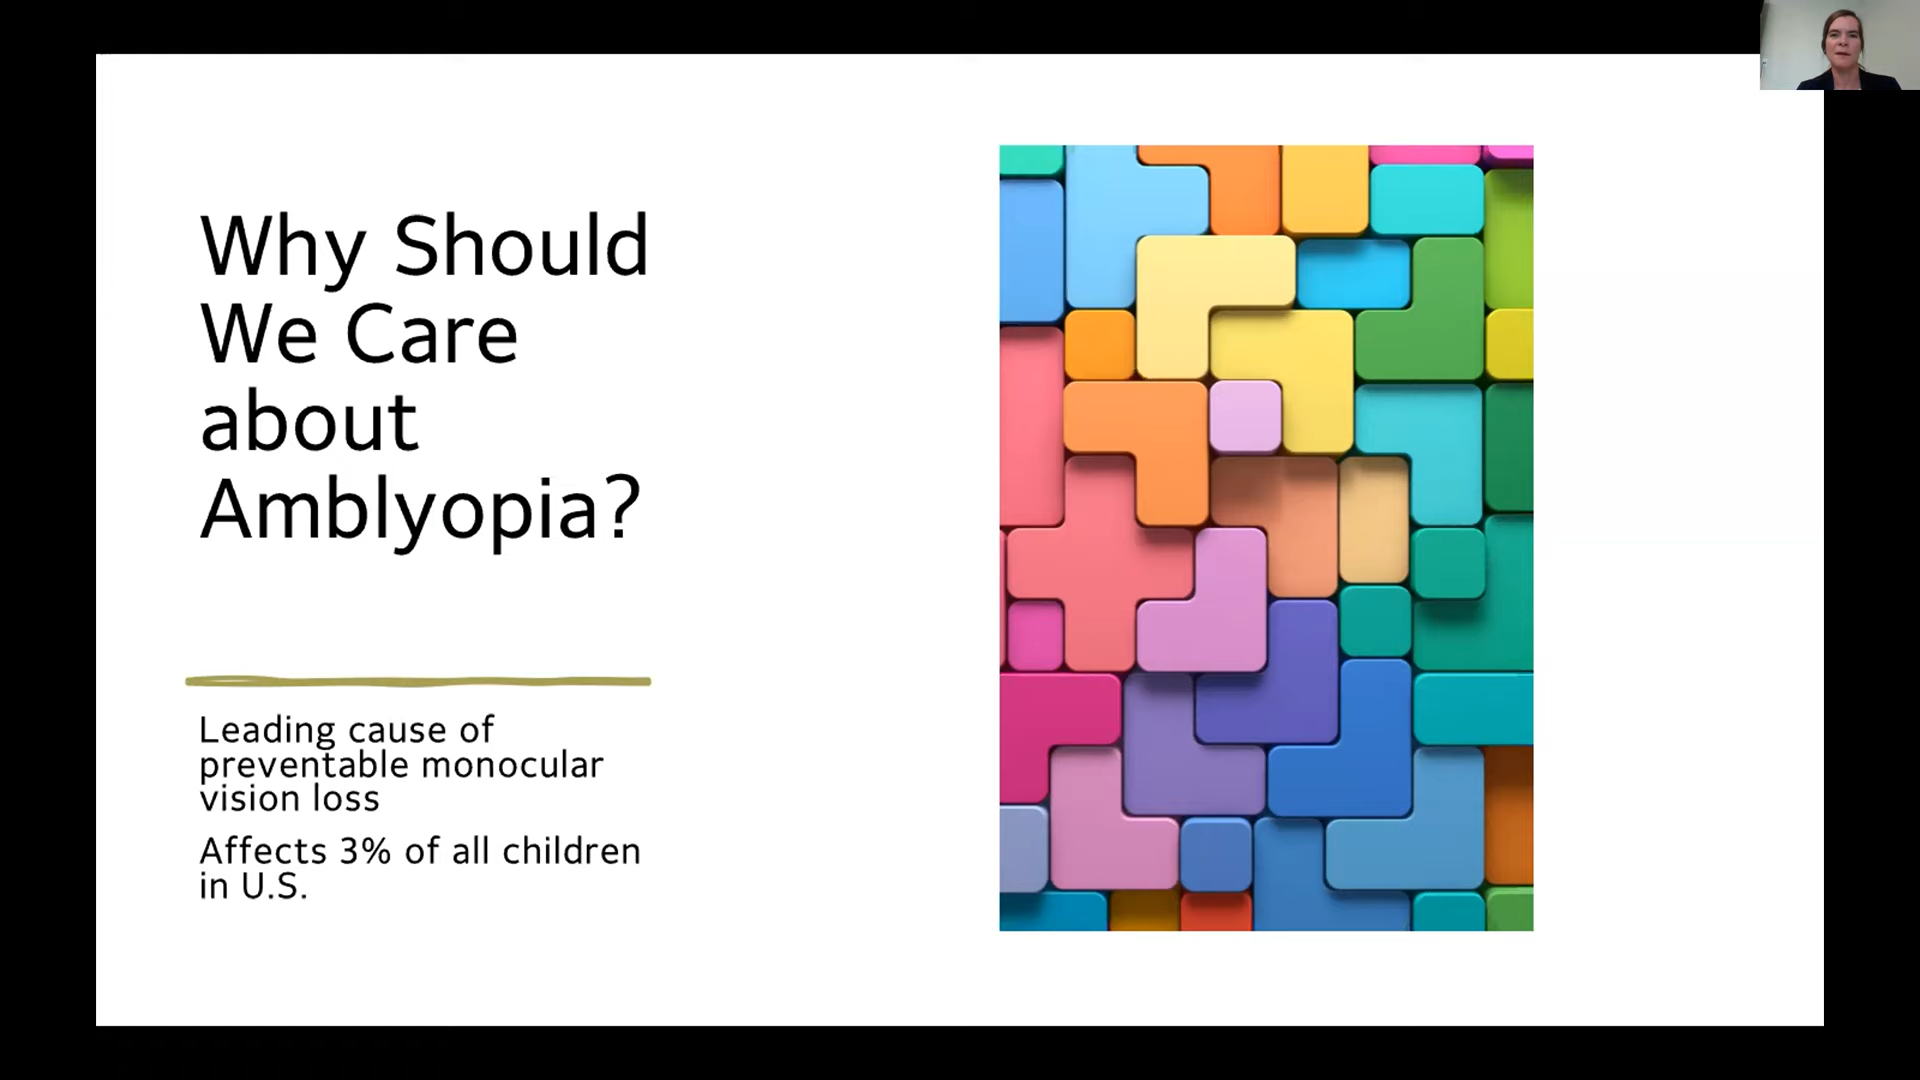 Why Should
We Care
about
Amblyopia?
Leading cause of
preventable monocular
vision loss
Affects 3% of all children
in U.S.